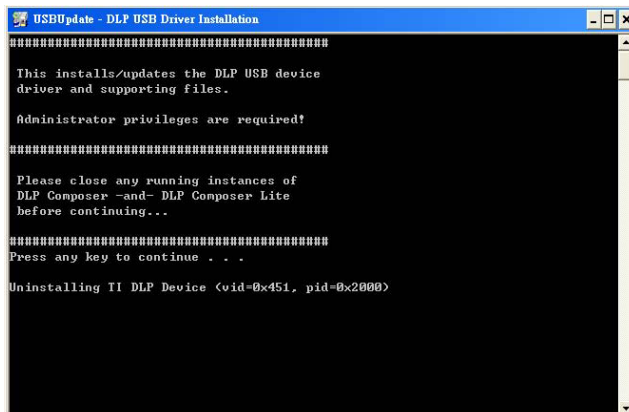 USBUpdate - DLP USB Driver Installation
##########################################
This installs/updates the DLP USB device
driver and supporting files.
Administrator privileges are required!
##########################################
Please close any running instances of
DLP Composer -and- DLP Composer Lite
before continuing...
##########################################
Press any key to continue . . .
Uninstalling TI DLP Device (vid=0x451, pid=0x2000)